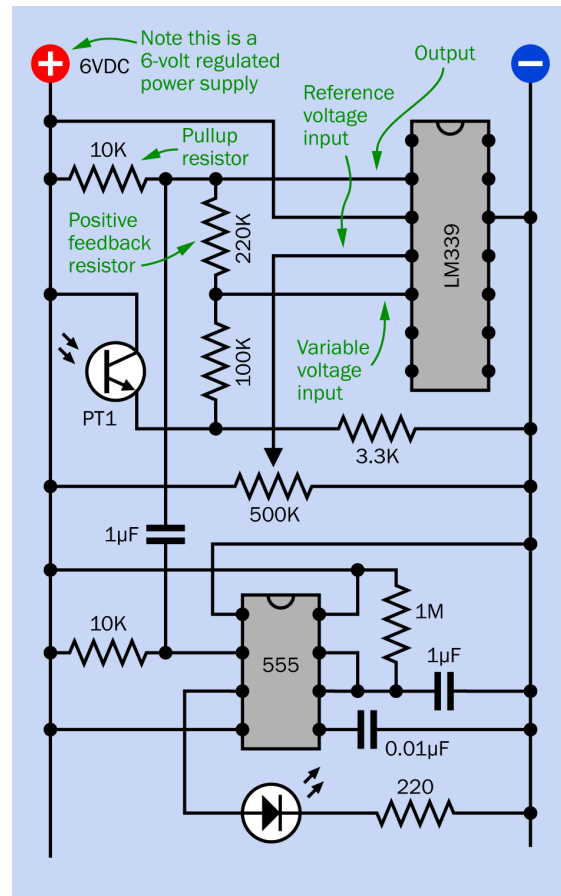 Note this is a
6-volt regulated
power supply
6VDC
Output
Reference
voltage
input
10K
Pullup
resistor
Positive
feedback
resistor
220K
LM339
100K
Variable
voltage
input
PT1
3.3K
500K
1µF
10K
555
1M
1µF
0.01µF
220